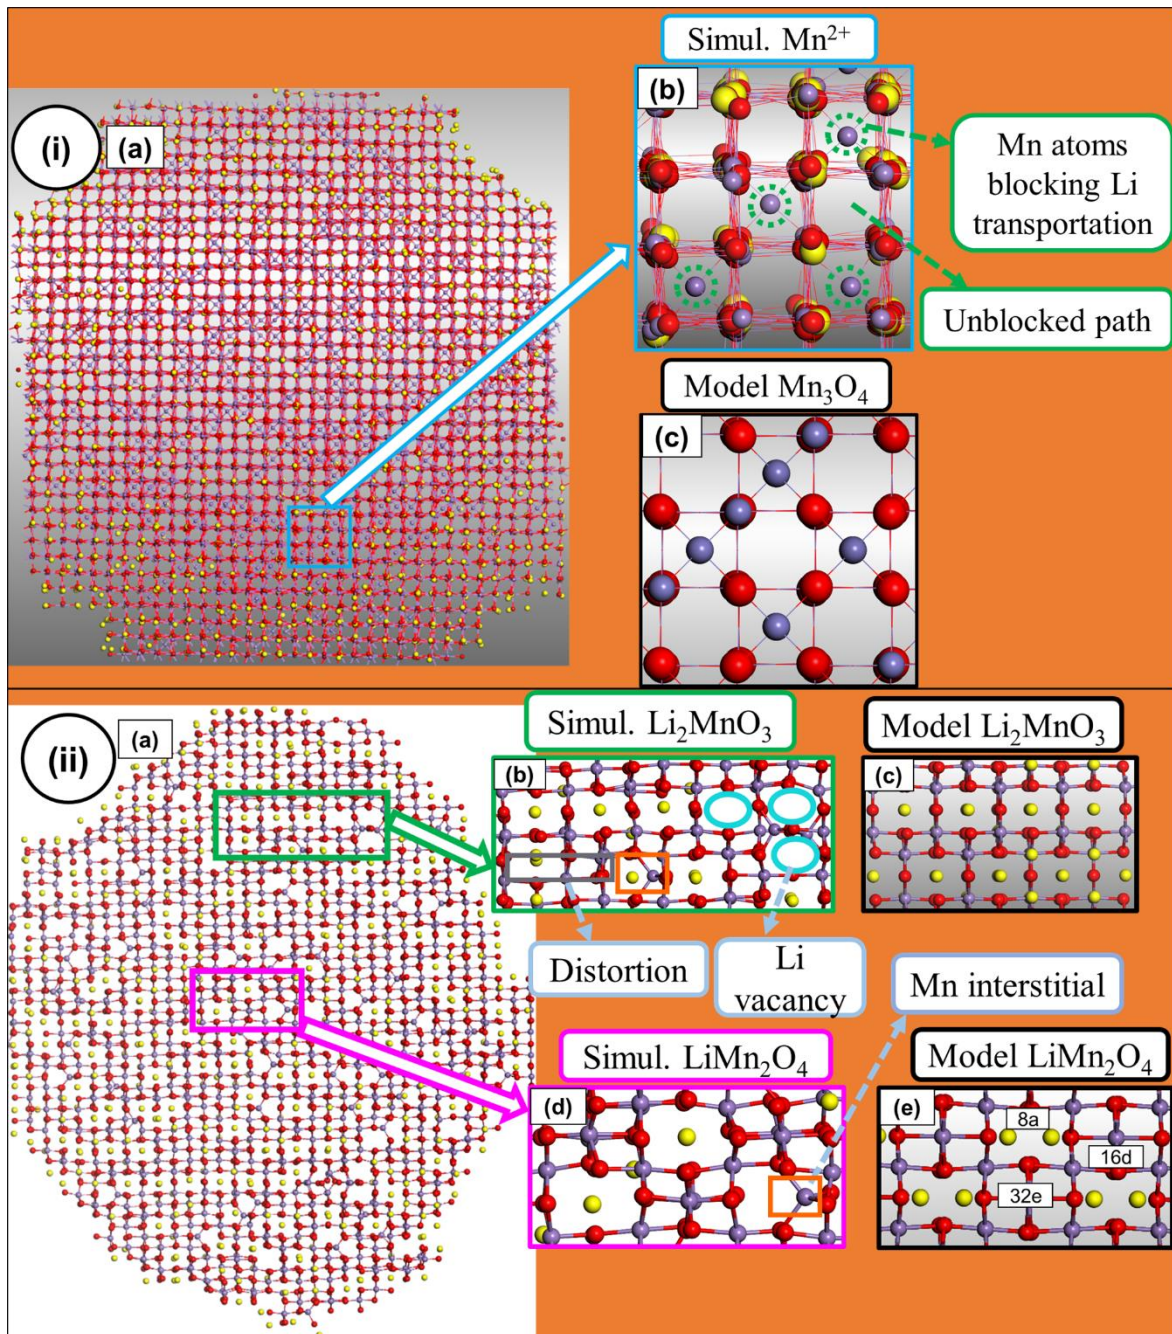 Simul. Mn²⁺
(i)
(a)
(b)
Mn atoms
blocking Li
transportation
Unblocked path
Model Mn₃O₄
(c)
(ii)
(a)
Simul. Li₂MnO₃
Model Li₂MnO₃
(b)
(c)
Distortion
Li
vacancy
Mn interstitial
Simul. LiMn₂O₄
Model LiMn₂O₄
(d)
(e)
8a
16d
32e